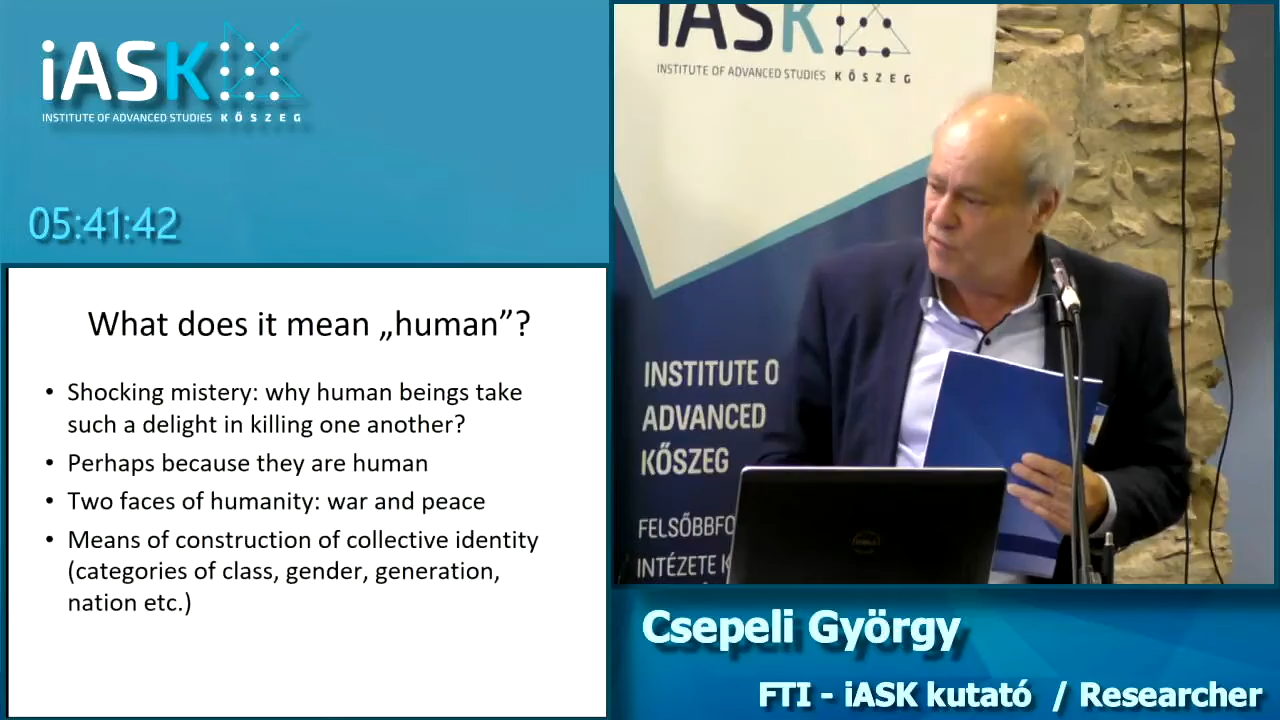 iASK
INSTITUTE OF ADVANCED STUDIES KŐSZEG
05:41:42
What does it mean „human”?
• Shocking mistery: why human beings take
such a delight in killing one another?
• Perhaps because they are human
• Two faces of humanity: war and peace
• Means of construction of collective identity
(categories of class, gender, generation,
nation etc.)
iASK
INSTITUTE OF ADVANCED STUDIES KŐSZEG
INSTITUTE O
ADVANCED
KŐSZEG
FELSŐBBFO
INTÉZETE K
DELL
Csepeli György
FTI - iASK kutató / Researcher